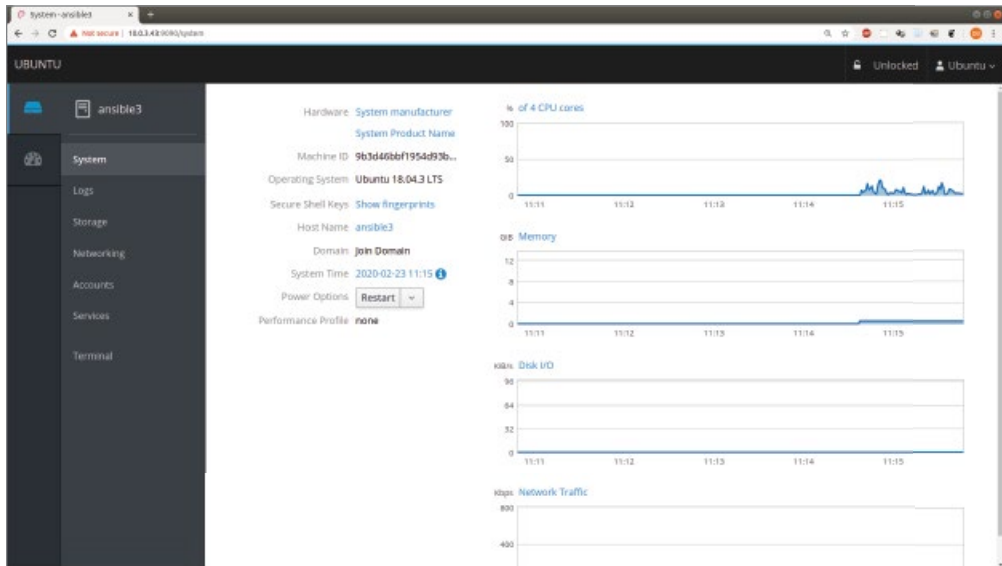 System - ansible3
Not secure | 10.0.3.43:9090/system
UBUNTU
Unlocked
Ubuntu
ansible3
System
Logs
Storage
Networking
Accounts
Services
Terminal
Hardware System manufacturer
System Product Name
Machine ID 9b3d46bbf1954d93b...
Operating System Ubuntu 18.04.3 LTS
Secure Shell Keys Show fingerprints
Host Name ansible3
Domain Join Domain
System Time 2020-02-23 11:15
Power Options Restart
Performance Profile none
% of 4 CPU cores
100
50
0
11:11 11:12 11:13 11:14 11:15
GiB Memory
12
8
4
0
11:11 11:12 11:13 11:14 11:15
KiB/s Disk I/O
96
64
32
0
11:11 11:12 11:13 11:14 11:15
Kbps Network Traffic
800
400